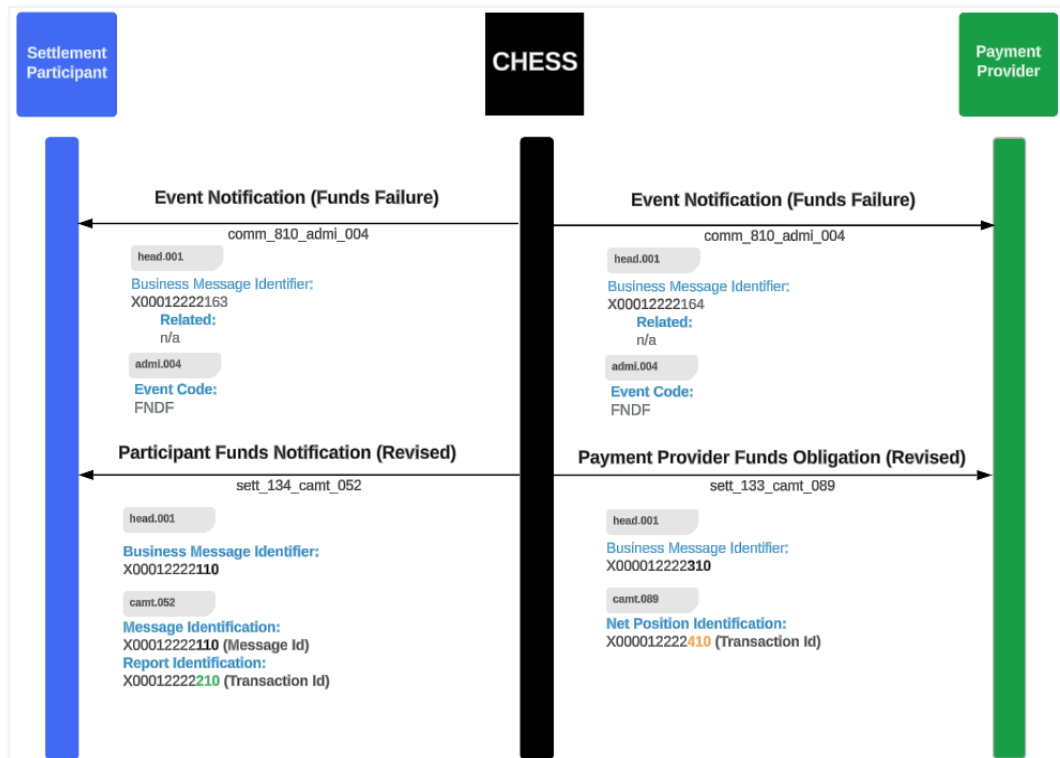 Settlement
Participant
CHESS
Payment
Provider
Event Notification (Funds Failure)
comm_810_admi_004
head.001
Business Message Identifier:
X00012222163
Related:
n/a
admi.004
Event Code:
FNDF
Event Notification (Funds Failure)
comm_810_admi_004
head.001
Business Message Identifier:
X00012222164
Related:
n/a
admi.004
Event Code:
FNDF
Participant Funds Notification (Revised)
sett_134_camt_052
head.001
Business Message Identifier:
X00012222110
camt.052
Message Identification:
X00012222110 (Message Id)
Report Identification:
X00012222210 (Transaction Id)
Payment Provider Funds Obligation (Revised)
sett_133_camt_089
head.001
Business Message Identifier:
X000012222310
camt.089
Net Position Identification:
X000012222410 (Transaction Id)